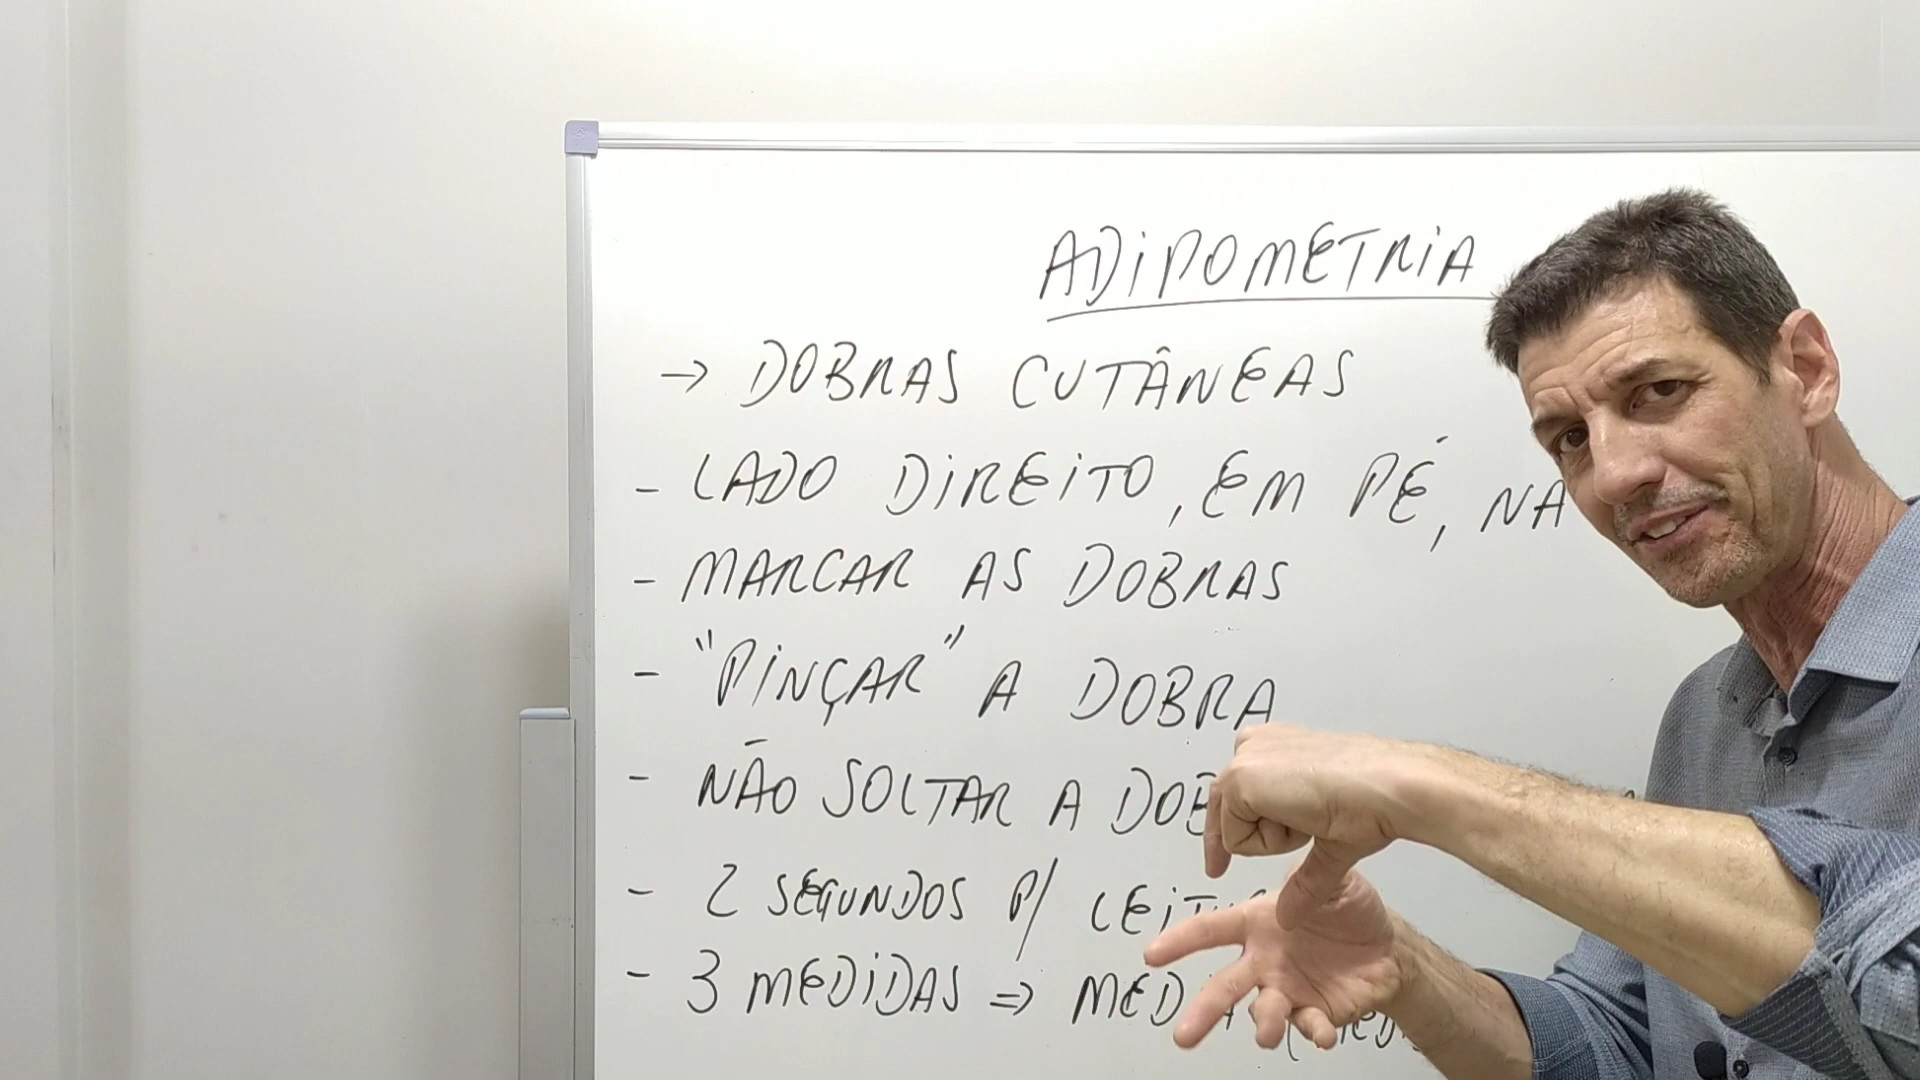 ADIPOMETRIA
→ DOBRAS CUTÂNEAS
- LADO DIREITO, EM PÉ, NA
- MARCAR AS DOBRAS
- "PINÇAR" A DOBRA
- NÃO SOLTAR A
- 2 SEGUNDOS P/
- 3 MEDIDAS ⇒